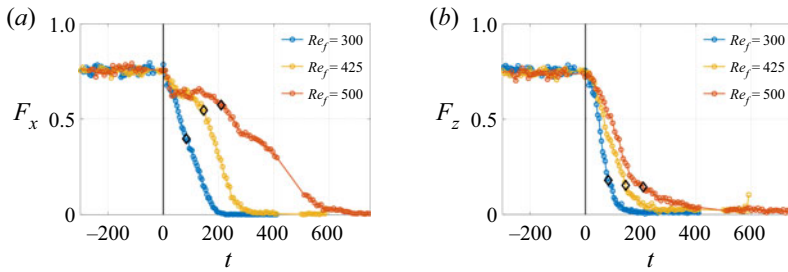 (a)
1.0
0.5
0
F_x
−200
0
200
400
600
t
Re_f = 300
Re_f = 425
Re_f = 500
(b)
1.0
0.5
0
F_z
−200
0
200
400
600
t
Re_f = 300
Re_f = 425
Re_f = 500